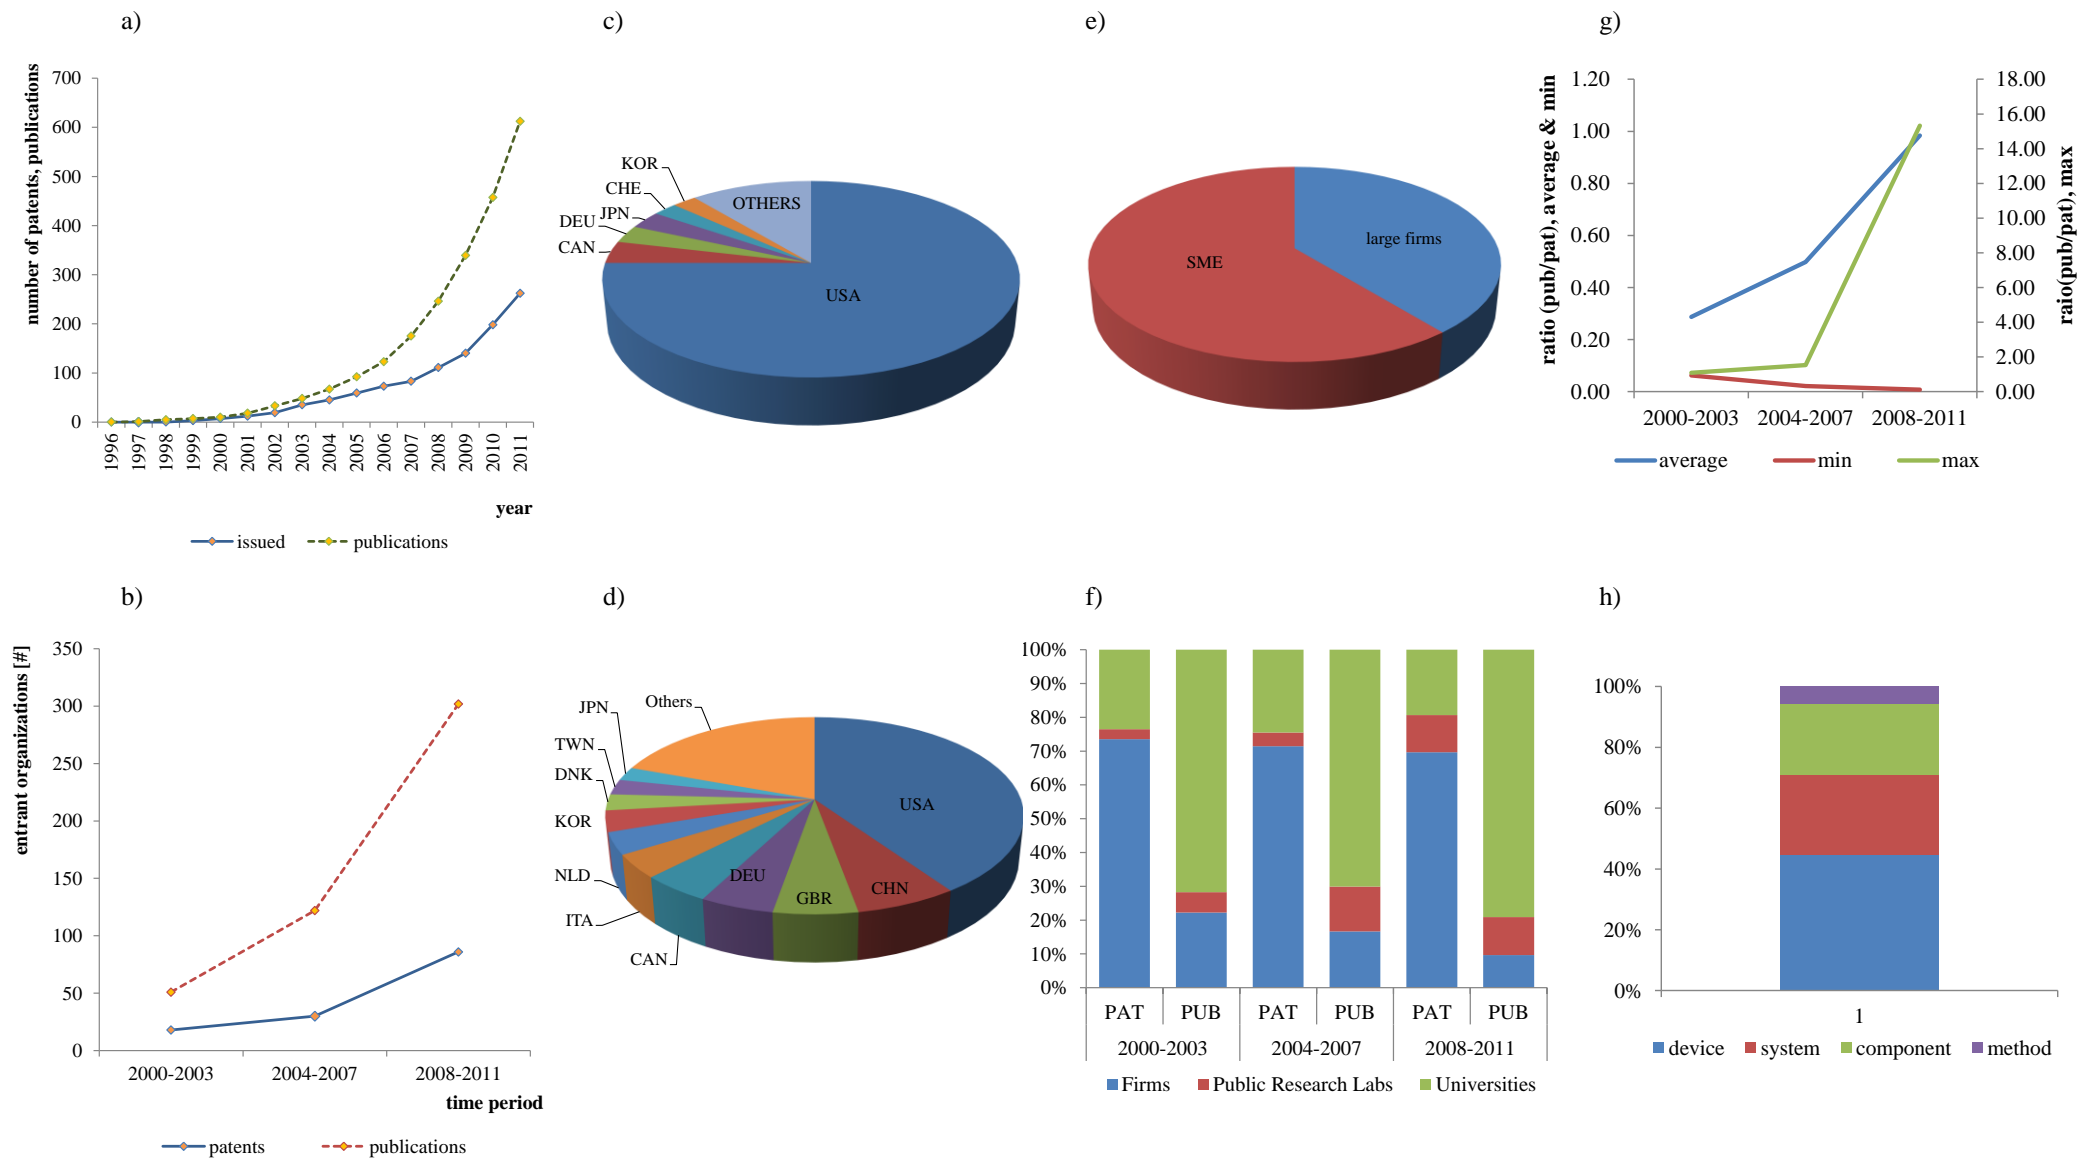 a)
number of patents, publications
700
600
500
400
300
200
100
0
1996 1997 1998 1999 2000 2001 2002 2003 2004 2005 2006 2007 2008 2009 2010 2011
year
issued publications
c)
KOR
CHE
JPN
DEU
CAN
OTHERS
USA
e)
SME
large firms
g)
ratio (pub/pat), average & min
1.20
1.00
0.80
0.60
0.40
0.20
0.00
18.00
16.00
14.00
12.00
10.00
8.00
6.00
4.00
2.00
0.00
raio(pub/pat), max
2000-2003 2004-2007 2008-2011
average min max
b)
entrant organizations [#]
350
300
250
200
150
100
50
0
2000-2003 2004-2007 2008-2011
time period
patents publications
d)
Others
JPN
TWN
DNK
KOR
NLD
ITA
CAN
DEU
GBR
CHN
USA
f)
100%
90%
80%
70%
60%
50%
40%
30%
20%
10%
0%
PAT PUB PAT PUB PAT PUB
2000-2003 2004-2007 2008-2011
Firms Public Research Labs Universities
h)
100%
80%
60%
40%
20%
0%
1
device system component method